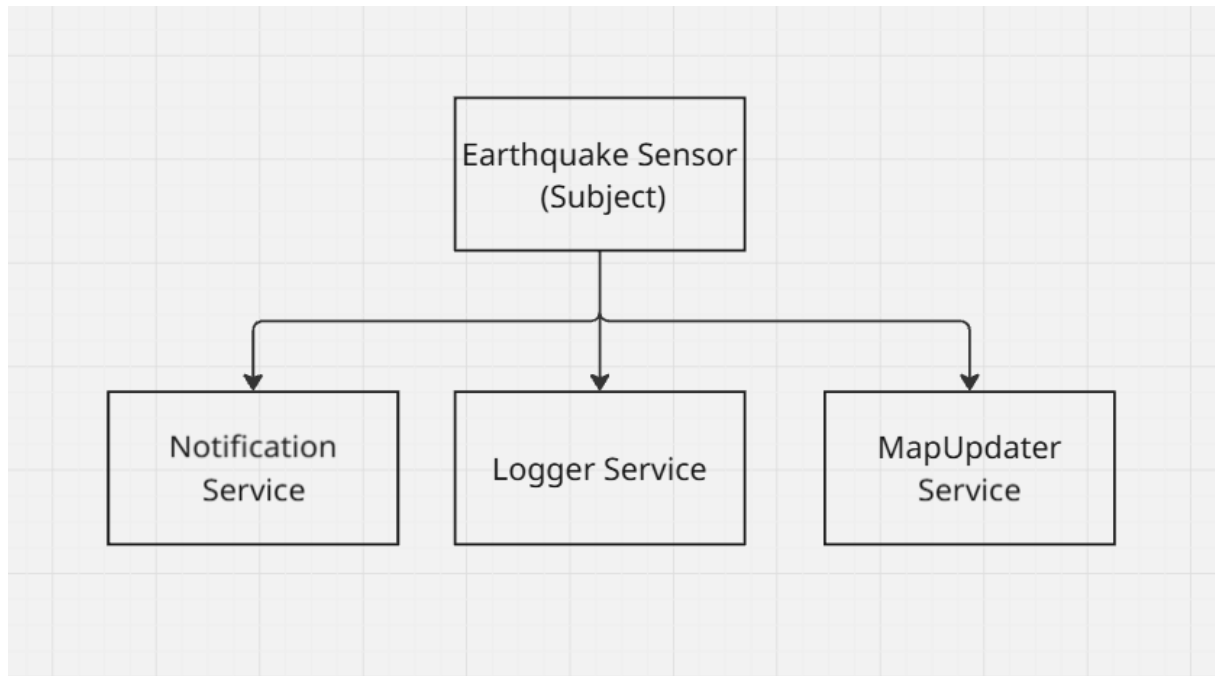 Earthquake Sensor
(Subject)
Notification
Service
Logger Service
MapUpdater
Service